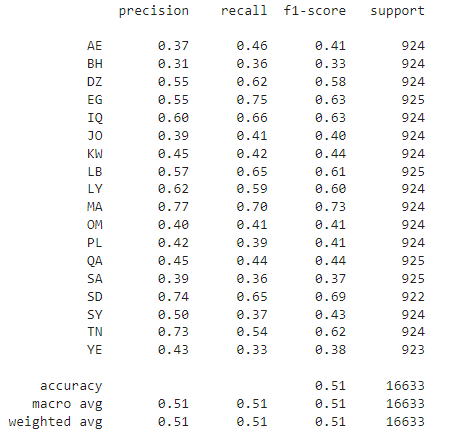 precision recall f1-score support
AE 0.37 0.46 0.41 924
BH 0.31 0.36 0.33 924
DZ 0.55 0.62 0.58 924
EG 0.55 0.75 0.63 925
IQ 0.60 0.66 0.63 924
JO 0.39 0.41 0.40 924
KW 0.45 0.42 0.44 924
LB 0.57 0.65 0.61 925
LY 0.62 0.59 0.60 924
MA 0.77 0.70 0.73 924
OM 0.40 0.41 0.41 924
PL 0.42 0.39 0.41 924
QA 0.45 0.44 0.44 925
SA 0.39 0.36 0.37 925
SD 0.74 0.65 0.69 922
SY 0.50 0.37 0.43 924
TN 0.73 0.54 0.62 924
YE 0.43 0.33 0.38 923
accuracy 0.51 16633
macro avg 0.51 0.51 0.51 16633
weighted avg 0.51 0.51 0.51 16633